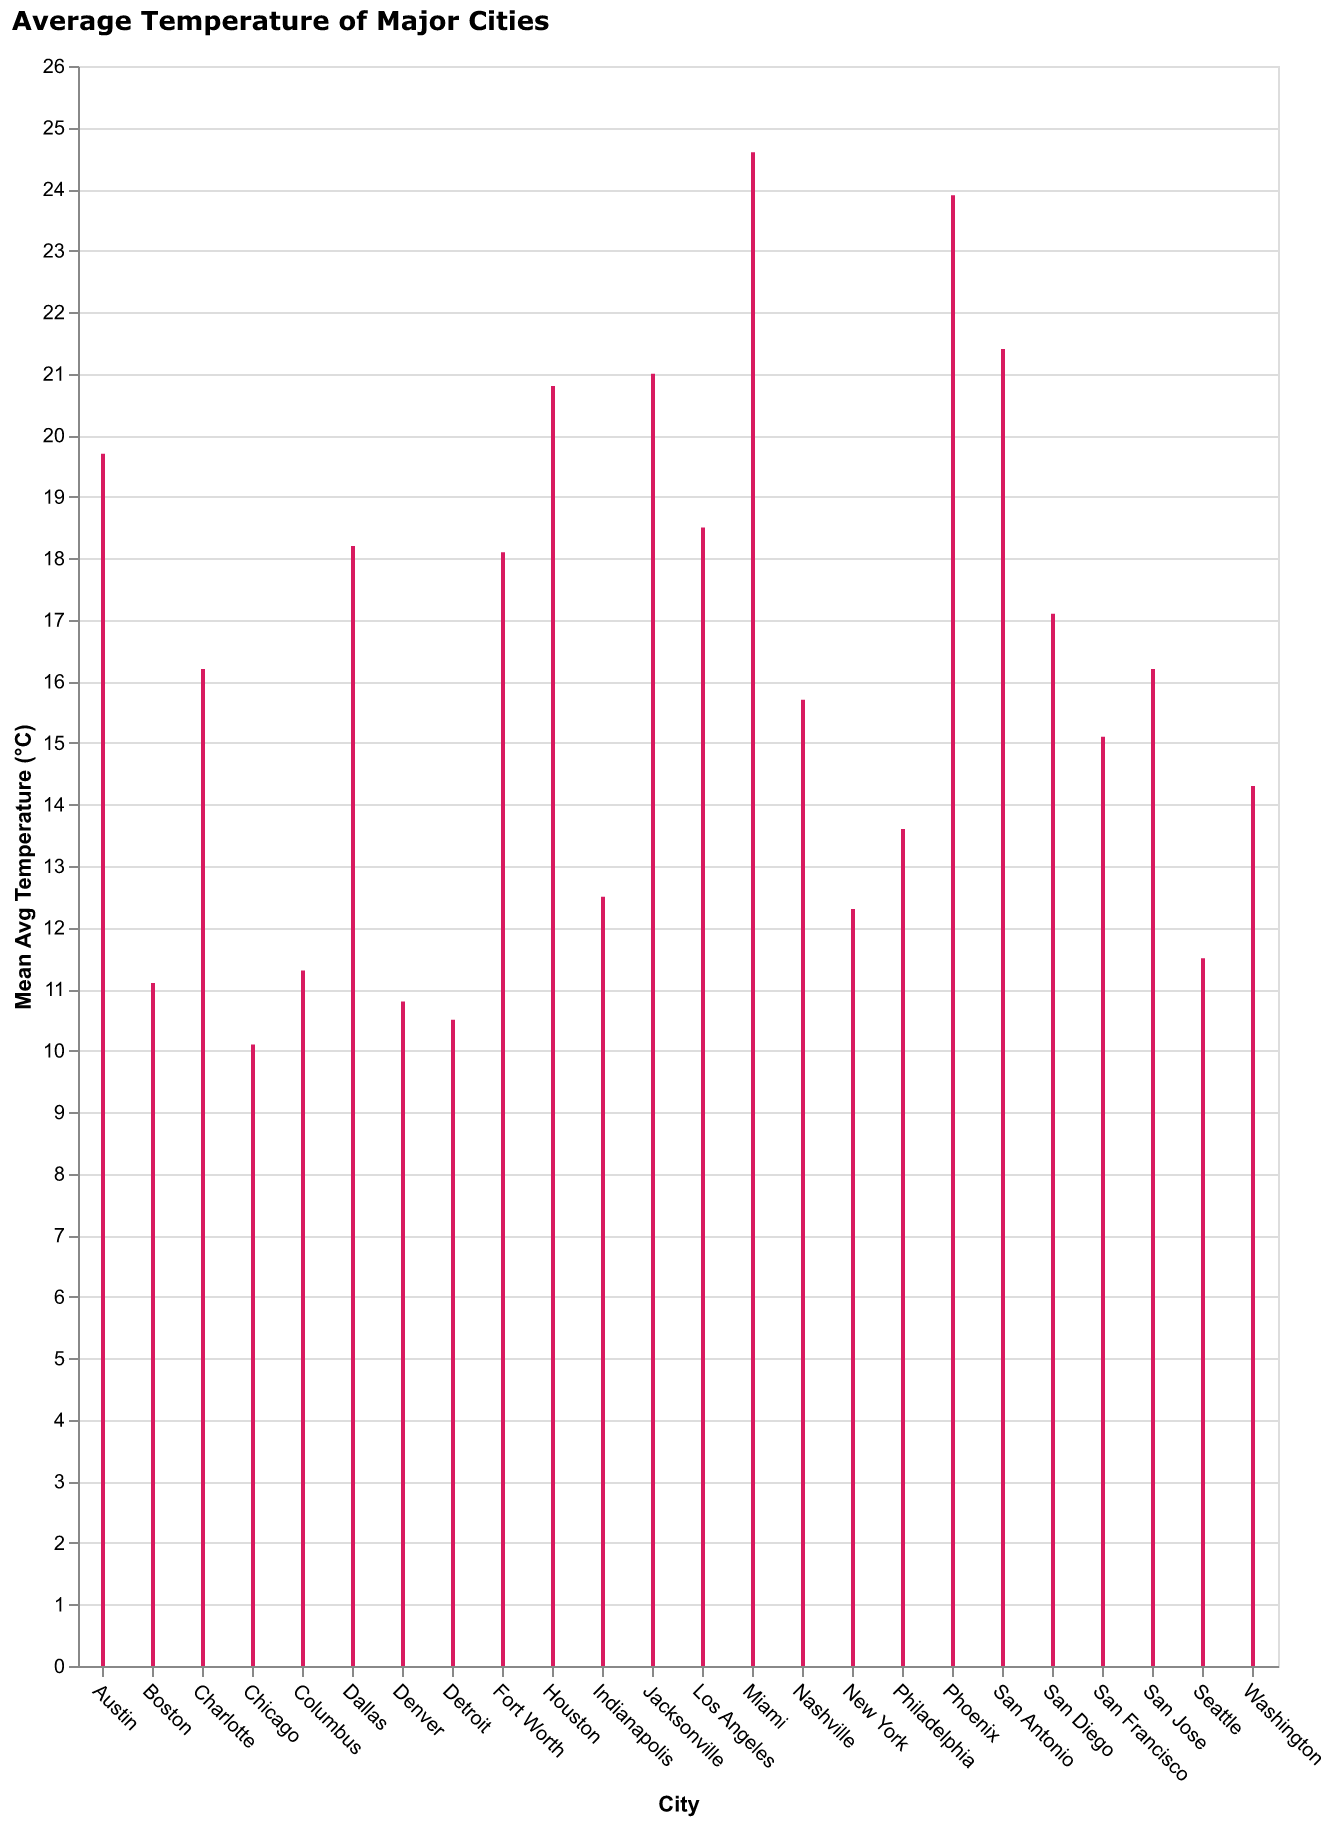 Average Temperature of Major Cities
Mean Avg Temperature (°C)
26
25
24
23
22
21
20
19
18
17
16
15
14
13
12
11
10
9
8
7
6
5
4
3
2
1
0
Austin
Boston
Charlotte
Chicago
Columbus
Dallas
Denver
Detroit
Fort Worth
Houston
Indianapolis
Jacksonville
Los Angeles
Miami
Nashville
New York
Philadelphia
Phoenix
San Antonio
San Diego
San Francisco
San Jose
Seattle
Washington
City